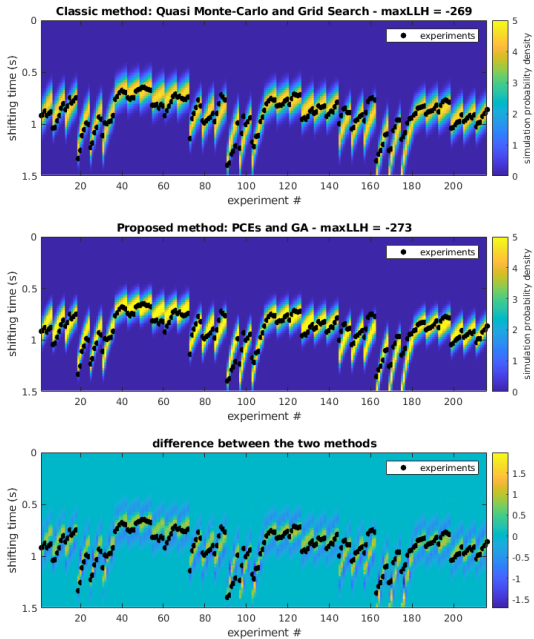 Classic method: Quasi Monte-Carlo and Grid Search - maxLLH = -269
experiments
shifting time (s)
0
0.5
1
1.5
20 40 60 80 100 120 140 160 180 200
experiment #
5
4
3
2
1
0
simulation probability density
Proposed method: PCEs and GA - maxLLH = -273
experiments
shifting time (s)
0
0.5
1
1.5
20 40 60 80 100 120 140 160 180 200
experiment #
5
4
3
2
1
0
simulation probability density
difference between the two methods
experiments
shifting time (s)
0
0.5
1
1.5
20 40 60 80 100 120 140 160 180 200
experiment #
1.5
1
0.5
0
-0.5
-1
-1.5